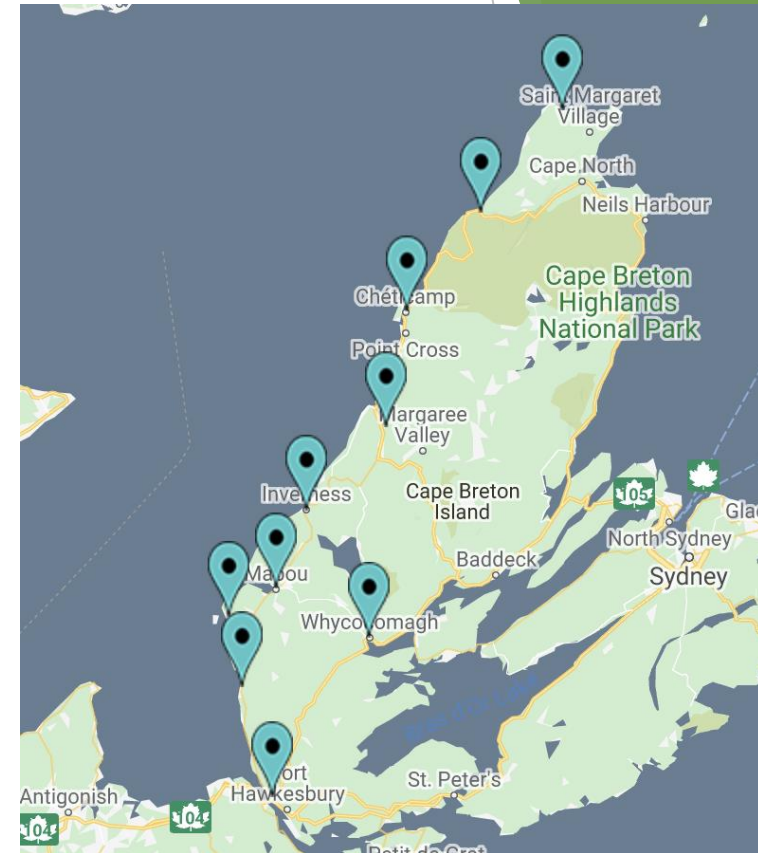 Saint Margaret
Village
Cape North
Neils Harbour
Chéticamp
Cape Breton
Highlands
National Park
Point Cross
Margaree
Valley
Inverness
Cape Breton
Island
105
North Sydney
Sydney
Baddeck
Mabou
Whycocomagh
St. Peter's
Port
Hawkesbury
Antigonish
104
104